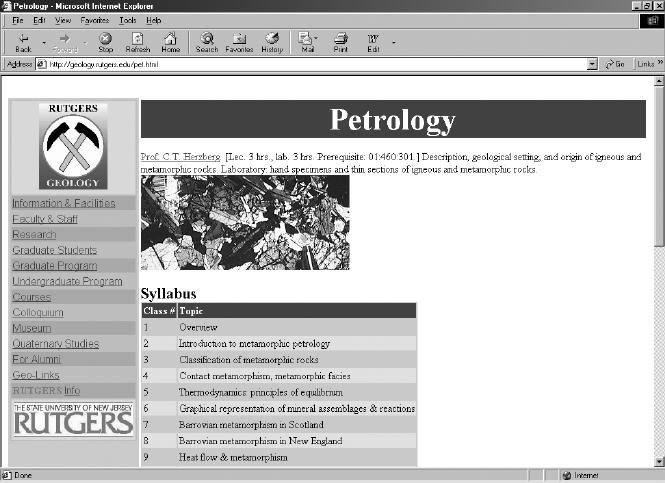 Petrology - Microsoft Internet Explorer
File Edit View Favorites Tools Help
Back Forward Stop Refresh Home Search Favorites History Mail Print Edit
Address http://geology.rutgers.edu/pet.html Go Links »
RUTGERS
GEOLOGY
Information & Facilities
Faculty & Staff
Research
Graduate Students
Graduate Program
Undergraduate Program
Courses
Colloquium
Museum
Quaternary Studies
For Alumni
Geo-Links
RUTGERS Info
THE STATE UNIVERSITY OF NEW JERSEY
RUTGERS
Petrology
Prof. C.T. Herzberg. [Lec. 3 hrs., lab. 3 hrs. Prerequisite: 01:460:301.] Description, geological setting, and origin of igneous and
metamorphic rocks. Laboratory: hand specimens and thin sections of igneous and metamorphic rocks.
Syllabus
Class # Topic
1 Overview
2 Introduction to metamorphic petrology
3 Classification of metamorphic rocks
4 Contact metamorphism, metamorphic facies
5 Thermodynamics: principles of equilibrium
6 Graphical representation of mineral assemblages & reactions
7 Barrovian metamorphism in Scotland
8 Barrovian metamorphism in New England
9 Heat flow & metamorphism
Done Internet